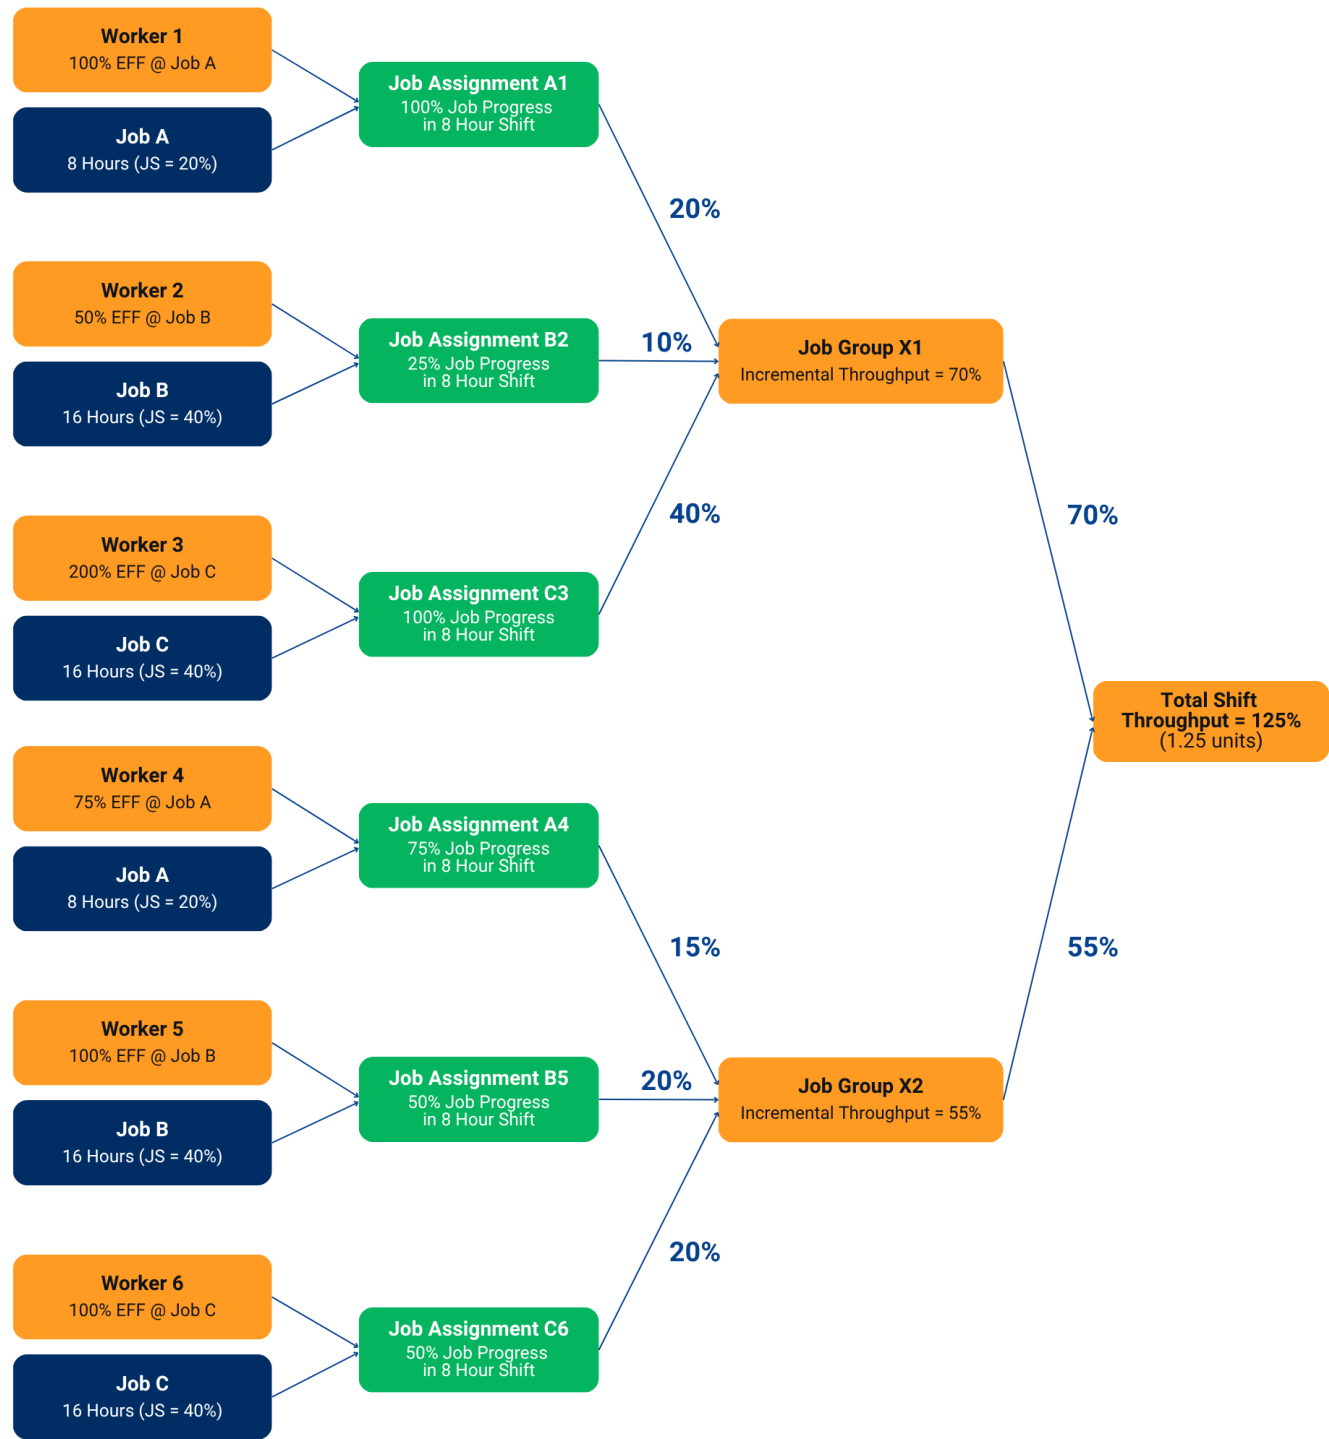 Worker 1
100% EFF @ Job A
Job A
8 Hours (JS = 20%)
Job Assignment A1
100% Job Progress
in 8 Hour Shift
20%
Worker 2
50% EFF @ Job B
Job B
16 Hours (JS = 40%)
Job Assignment B2
25% Job Progress
in 8 Hour Shift
10%
Worker 3
200% EFF @ Job C
Job C
16 Hours (JS = 40%)
Job Assignment C3
100% Job Progress
in 8 Hour Shift
40%
Job Group X1
Incremental Throughput = 70%
70%
Worker 4
75% EFF @ Job A
Job A
8 Hours (JS = 20%)
Job Assignment A4
75% Job Progress
in 8 Hour Shift
15%
Worker 5
100% EFF @ Job B
Job B
16 Hours (JS = 40%)
Job Assignment B5
50% Job Progress
in 8 Hour Shift
20%
Worker 6
100% EFF @ Job C
Job C
16 Hours (JS = 40%)
Job Assignment C6
50% Job Progress
in 8 Hour Shift
20%
Job Group X2
Incremental Throughput = 55%
55%
Total Shift
Throughput = 125%
(1.25 units)